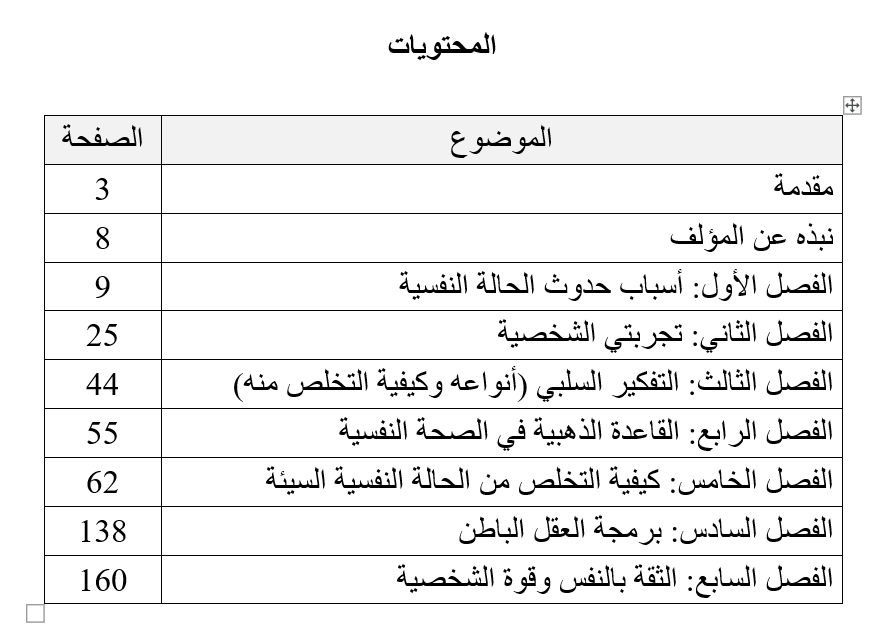 المحتويات
الموضوع الصفحة
مقدمة 3
نبذه عن المؤلف 8
الفصل الأول: أسباب حدوث الحالة النفسية 9
الفصل الثاني: تجربتي الشخصية 25
الفصل الثالث: التفكير السلبي (أنواعه وكيفية التخلص منه) 44
الفصل الرابع: القاعدة الذهبية في الصحة النفسية 55
الفصل الخامس: كيفية التخلص من الحالة النفسية السيئة 62
الفصل السادس: برمجة العقل الباطن 138
الفصل السابع: الثقة بالنفس وقوة الشخصية 160